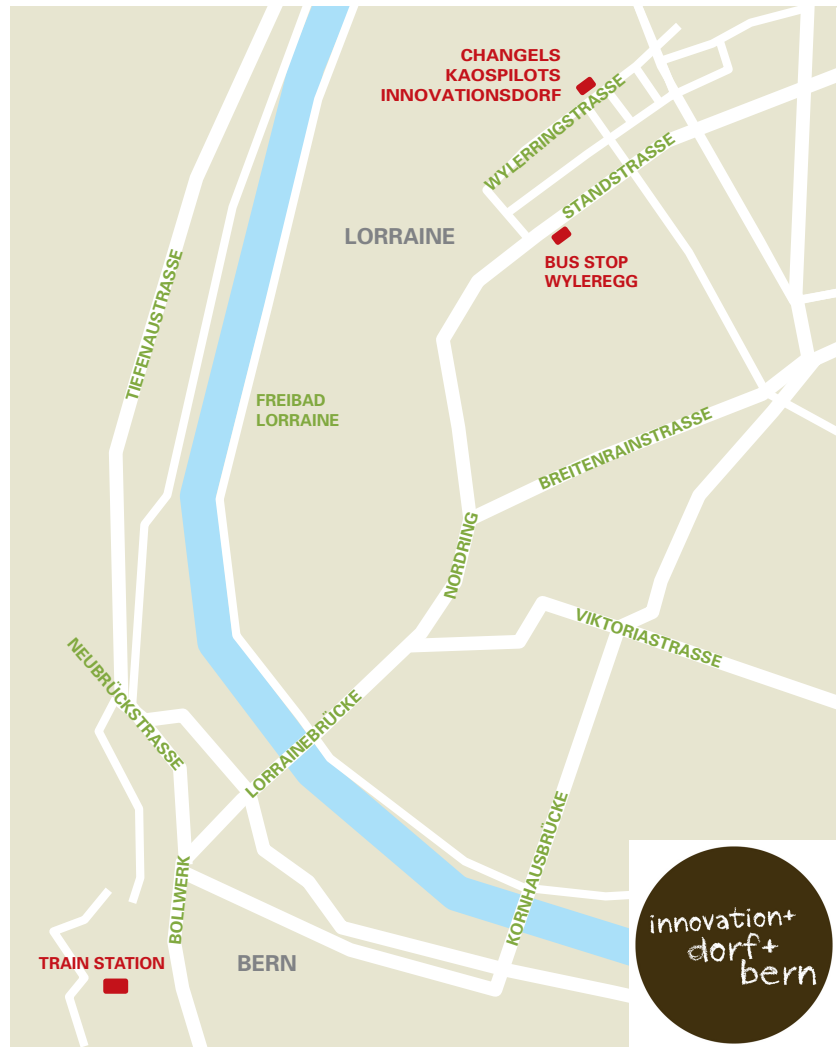 CHANGELS
KAOSPILOTS
INNOVATIONSDORF
WYLERRINGSTRASSE
STANDSTRASSE
LORRAINE
BUS STOP
WYLEREGG
TIEFENAUSTRASSE
FREIBAD
LORRAINE
BREITENRAINSTRASSE
NORDRING
VIKTORIASTRASSE
NEUBRÜCKSTRASSE
LORRAINEBRÜCKE
KORNHAUSBRÜCKE
BOLLWERK
TRAIN STATION
BERN
innovation+
dorf+
bern